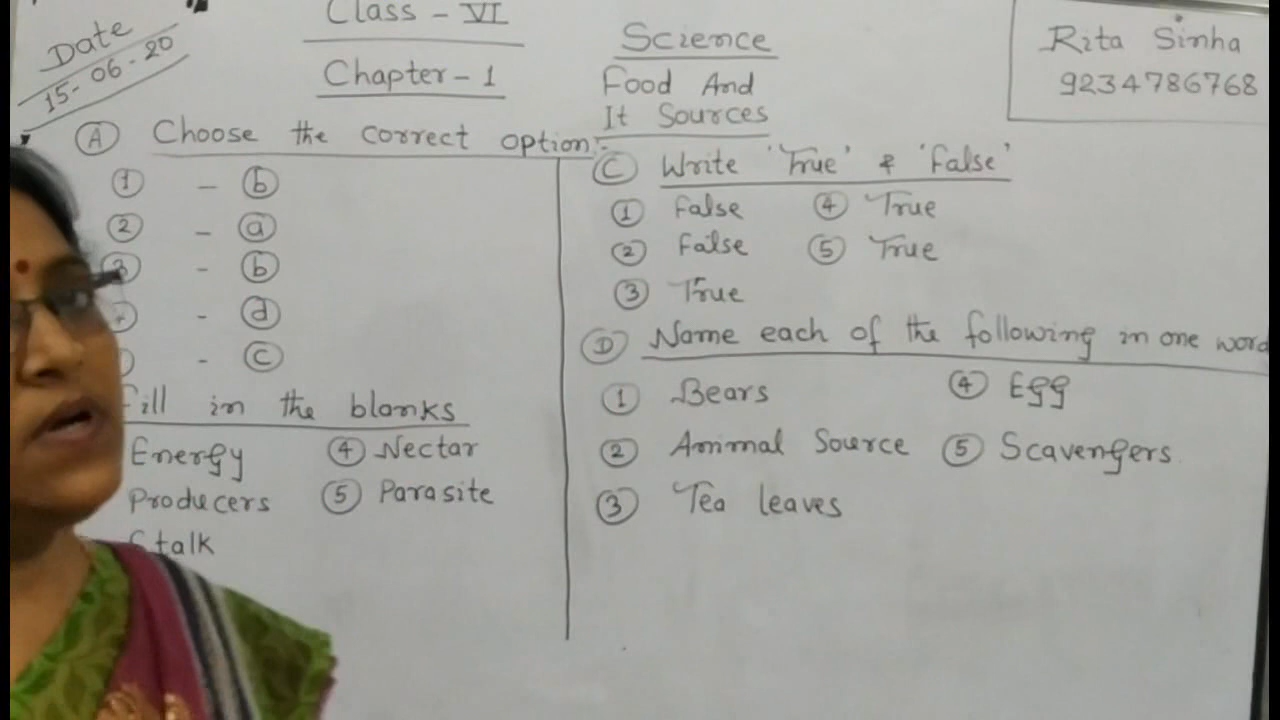 Date
15-06-20
Class - VI
Chapter - 1
Science
Food And
It Sources
Rita Sinha
9234786768
A Choose the correct option:-
1 - b
2 - a
3 - b
- d
- c
Fill in the blanks
Energy
Producers
Stalk
4 Nectar
5 Parasite
C Write 'True' & 'False'
1 False
2 False
3 True
4 True
5 True
D Name each of the following in one word
1 Bears
2 Animal Source
3 Tea leaves
4 Egg
5 Scavengers